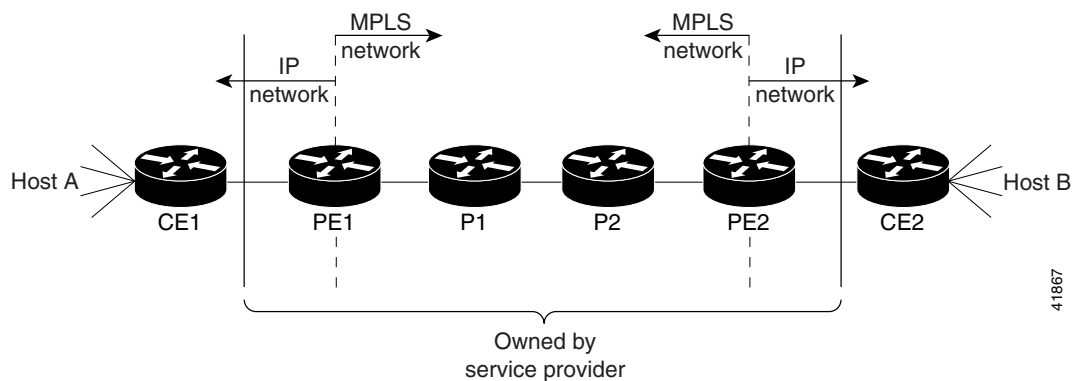 MPLS
network
MPLS
network
IP
network
IP
network
Host A
Host B
CE1
PE1
P1
P2
PE2
CE2
41867
Owned by
service provider